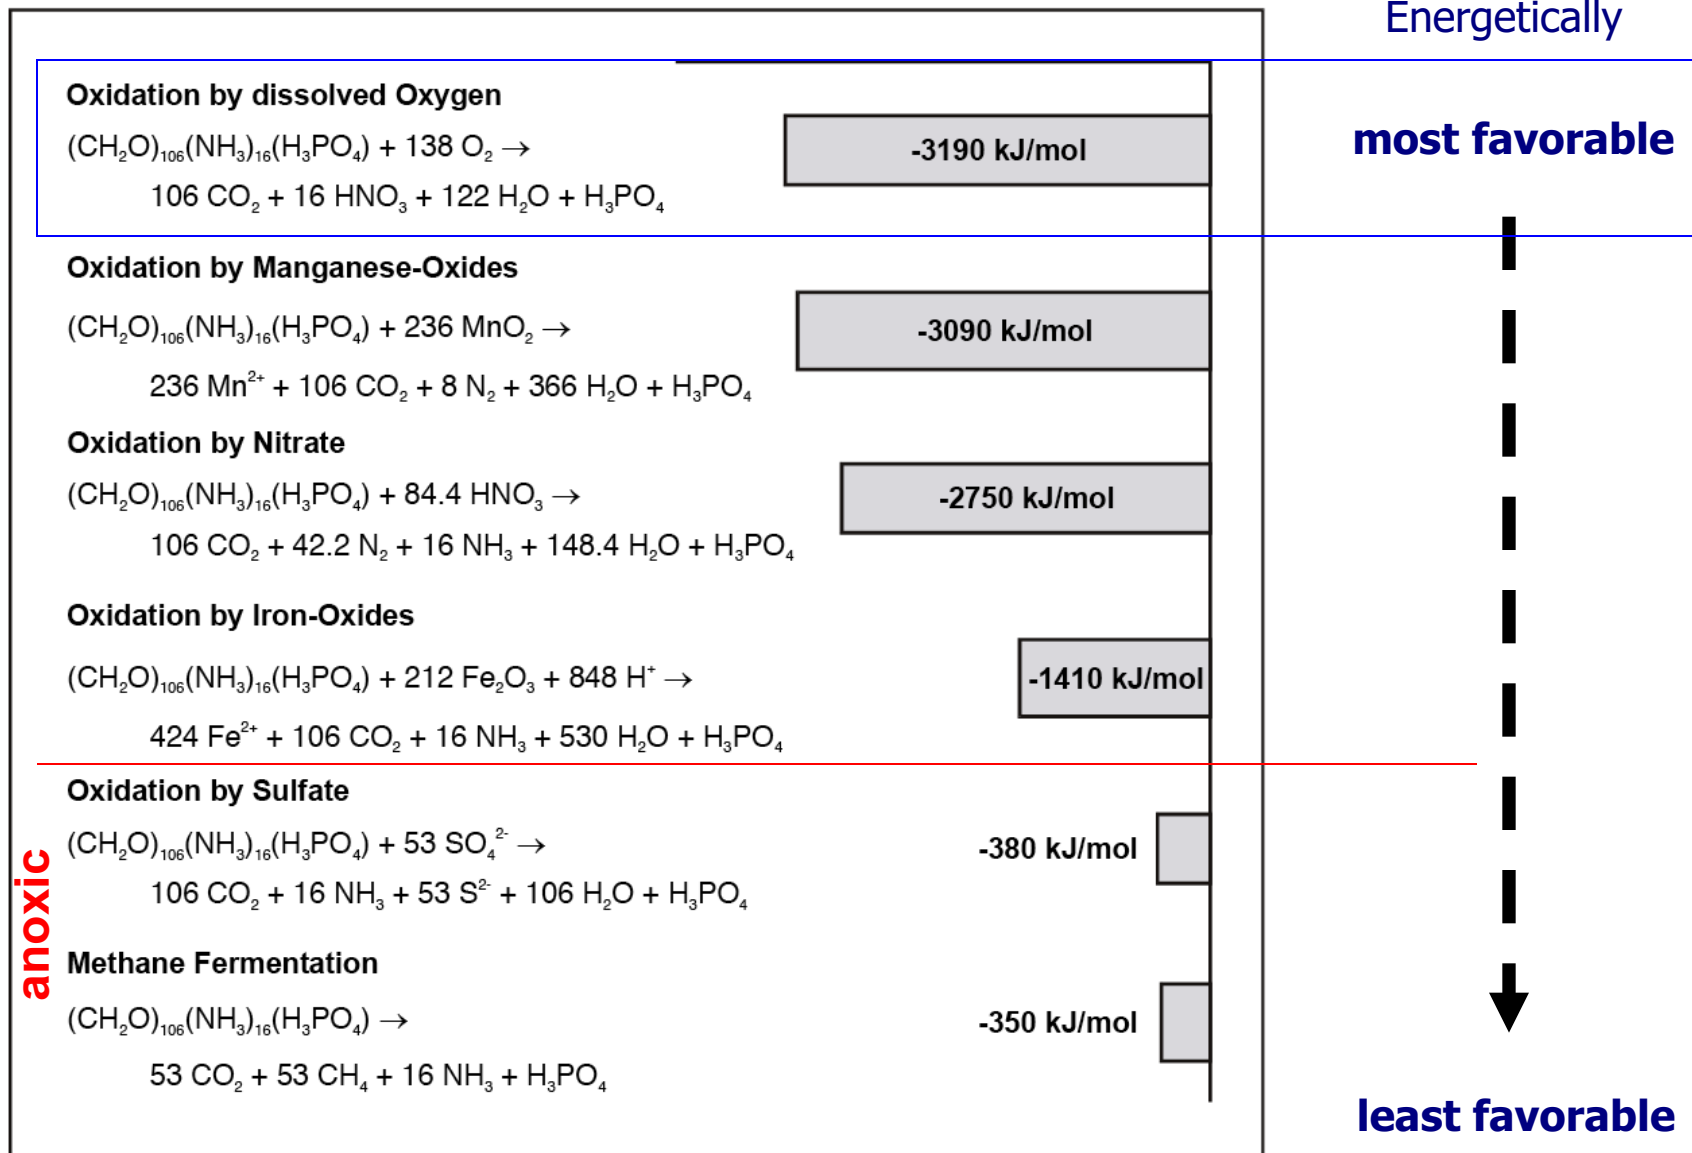 Energetically
Oxidation by dissolved Oxygen
(CH₂O)₁₀₆(NH₃)₁₆(H₃PO₄) + 138 O₂ →
106 CO₂ + 16 HNO₃ + 122 H₂O + H₃PO₄
-3190 kJ/mol
most favorable
Oxidation by Manganese-Oxides
(CH₂O)₁₀₆(NH₃)₁₆(H₃PO₄) + 236 MnO₂ →
236 Mn²⁺ + 106 CO₂ + 8 N₂ + 366 H₂O + H₃PO₄
-3090 kJ/mol
Oxidation by Nitrate
(CH₂O)₁₀₆(NH₃)₁₆(H₃PO₄) + 84.4 HNO₃ →
106 CO₂ + 42.2 N₂ + 16 NH₃ + 148.4 H₂O + H₃PO₄
-2750 kJ/mol
Oxidation by Iron-Oxides
(CH₂O)₁₀₆(NH₃)₁₆(H₃PO₄) + 212 Fe₂O₃ + 848 H⁺ →
424 Fe²⁺ + 106 CO₂ + 16 NH₃ + 530 H₂O + H₃PO₄
-1410 kJ/mol
anoxic
Oxidation by Sulfate
(CH₂O)₁₀₆(NH₃)₁₆(H₃PO₄) + 53 SO₄²⁻ →
106 CO₂ + 16 NH₃ + 53 S²⁻ + 106 H₂O + H₃PO₄
-380 kJ/mol
Methane Fermentation
(CH₂O)₁₀₆(NH₃)₁₆(H₃PO₄) →
53 CO₂ + 53 CH₄ + 16 NH₃ + H₃PO₄
-350 kJ/mol
least favorable